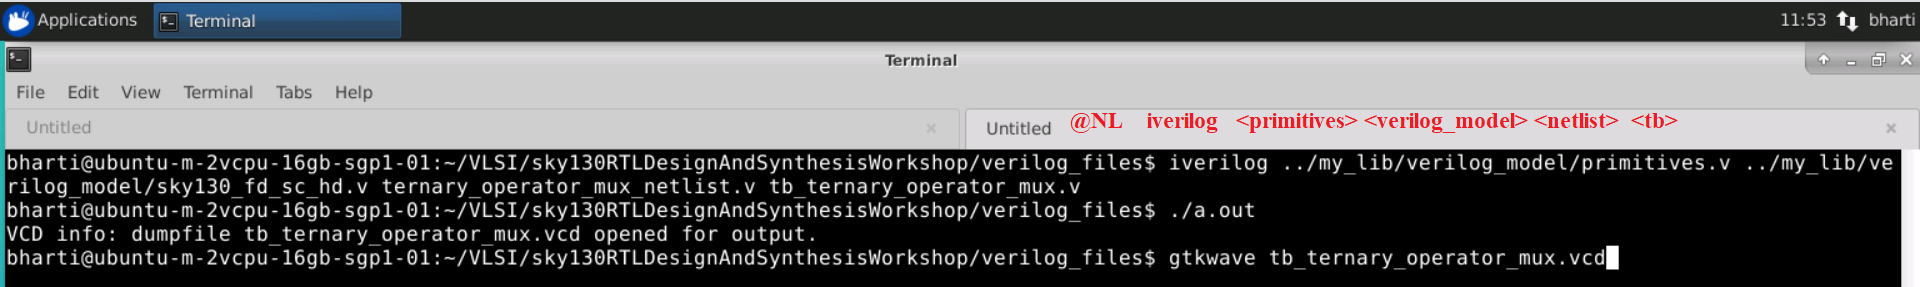 Applications Terminal 11:53 bharti
Terminal
File Edit View Terminal Tabs Help
Untitled Untitled @NL iverilog <primitives> <verilog_model> <netlist> <tb>
bharti@ubuntu-m-2vcpu-16gb-sgp1-01:~/VLSI/sky130RTLDesignAndSynthesisWorkshop/verilog_files$ iverilog ../my_lib/verilog_model/primitives.v ../my_lib/ve
rilog_model/sky130_fd_sc_hd.v ternary_operator_mux_netlist.v tb_ternary_operator_mux.v
bharti@ubuntu-m-2vcpu-16gb-sgp1-01:~/VLSI/sky130RTLDesignAndSynthesisWorkshop/verilog_files$ ./a.out
VCD info: dumpfile tb_ternary_operator_mux.vcd opened for output.
bharti@ubuntu-m-2vcpu-16gb-sgp1-01:~/VLSI/sky130RTLDesignAndSynthesisWorkshop/verilog_files$ gtkwave tb_ternary_operator_mux.vcd